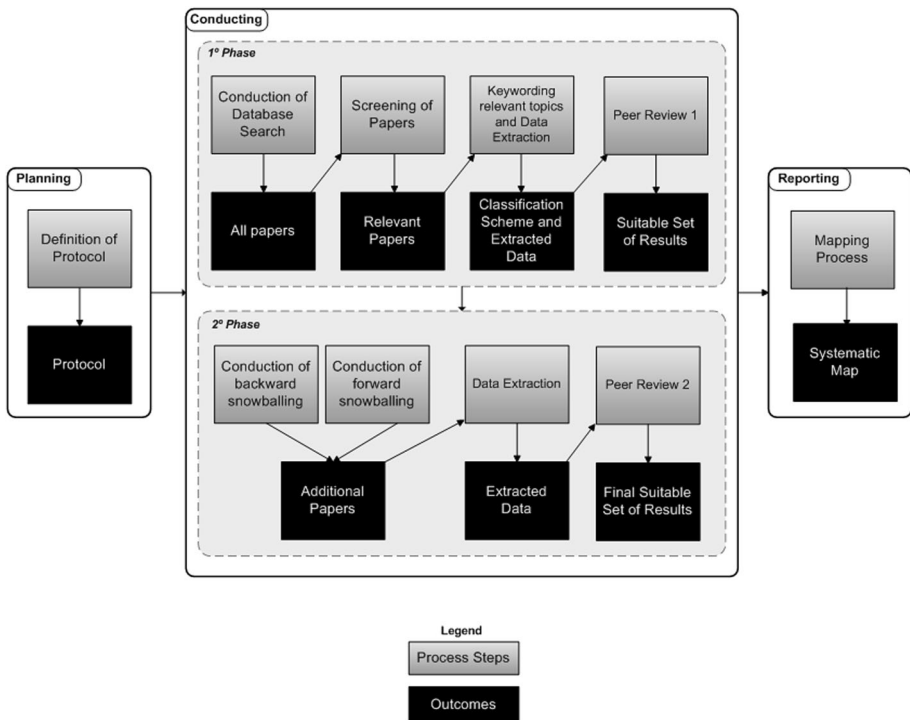 Conducting
1º Phase
Conduction of
Database
Search
Screening of
Papers
Keywording
relevant topics
and Data
Extraction
Peer Review 1
All papers
Relevant
Papers
Classification
Scheme and
Extracted
Data
Suitable Set
of Results
Planning
Definition of
Protocol
Protocol
Reporting
Mapping
Process
Systematic
Map
2º Phase
Conduction of
backward
snowballing
Conduction of
forward
snowballing
Data Extraction
Peer Review 2
Additional
Papers
Extracted
Data
Final Suitable
Set of Results
Legend
Process Steps
Outcomes